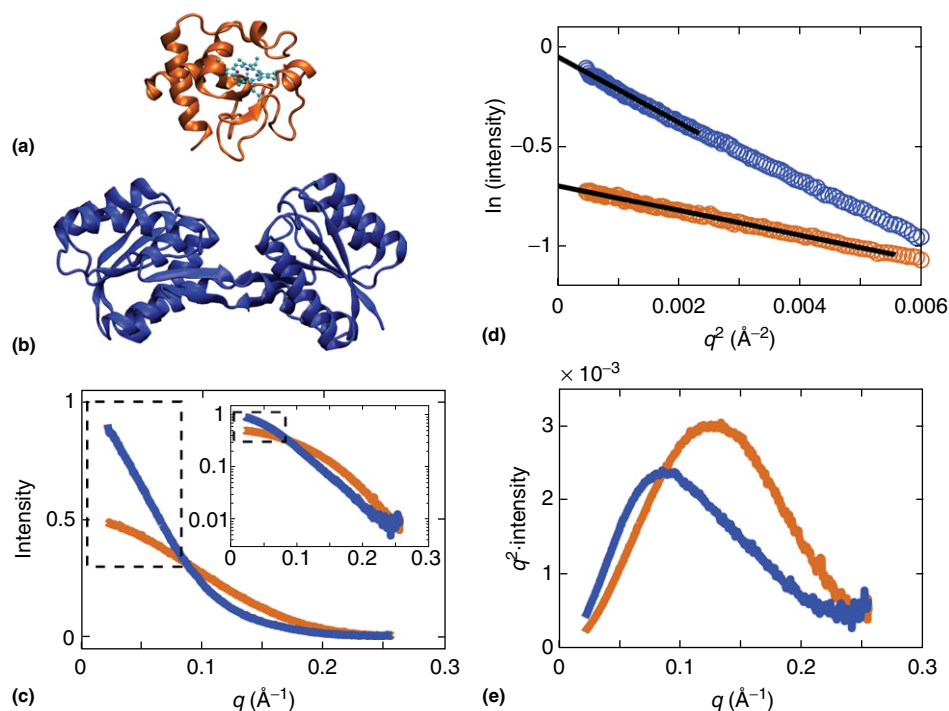 (a)
(b)
1
0.5
0
Intensity
0
0.1
0.2
0.3
q (Å⁻¹)
1
0.1
0.01
0
0.1
0.2
0.3
(c)
0
−0.5
−1
ln (intensity)
0
0.002
0.004
0.006
q² (Å⁻²)
(d)
× 10⁻³
4
3
2
1
0
q²·intensity
0
0.1
0.2
0.3
q (Å⁻¹)
(e)